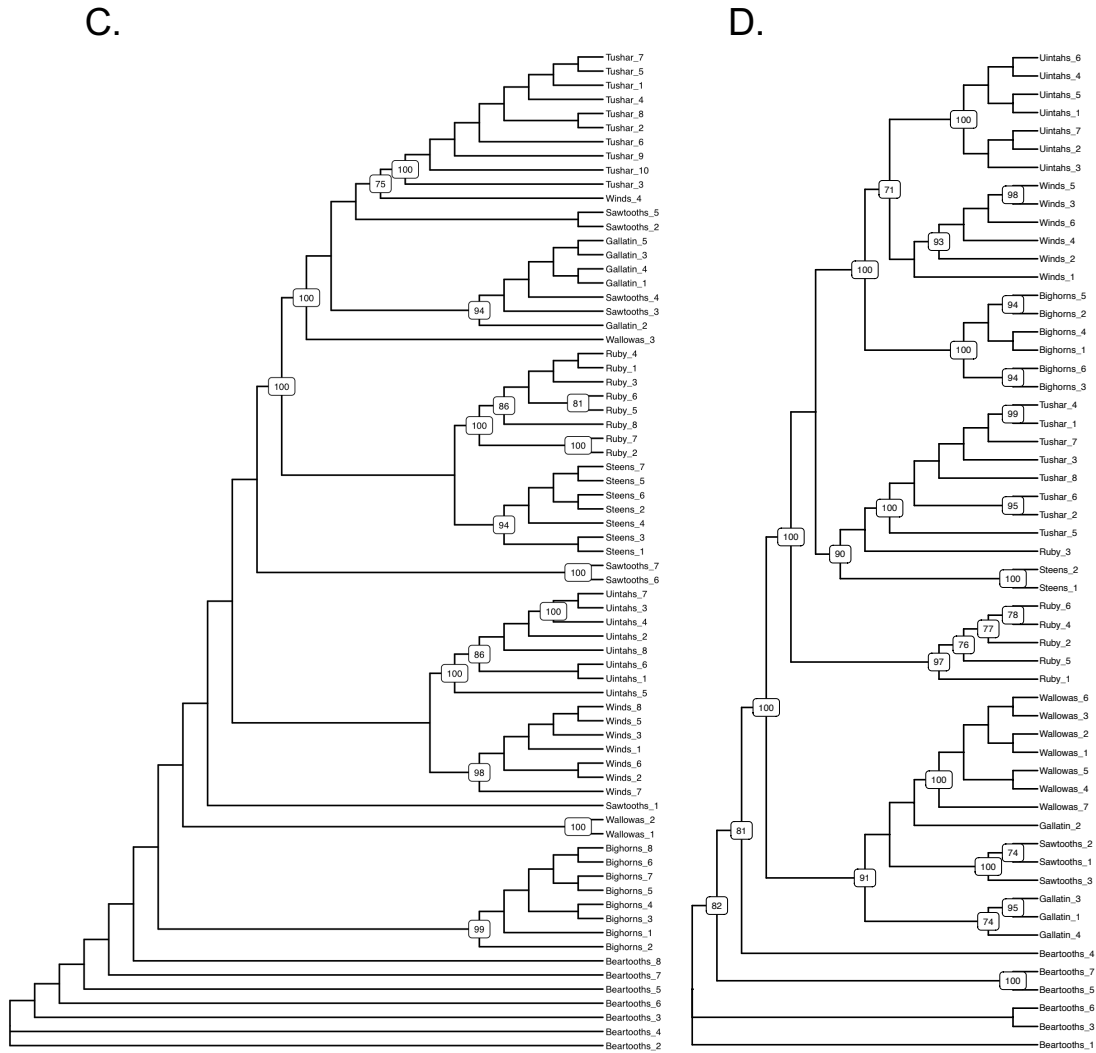 C.
Tushar_7
Tushar_5
Tushar_1
Tushar_4
Tushar_8
Tushar_2
Tushar_6
Tushar_9
100
Tushar_10
75
Tushar_3
Winds_4
Sawtooths_5
Sawtooths_2
Gallatin_5
Gallatin_3
Gallatin_4
Gallatin_1
100
Sawtooths_4
94
Sawtooths_3
Gallatin_2
Wallowas_3
Ruby_4
Ruby_1
100
Ruby_3
Ruby_6
86
81
Ruby_5
100
Ruby_8
Ruby_7
100
Ruby_2
Steens_7
Steens_5
Steens_6
Steens_2
94
Steens_4
Steens_3
Steens_1
Sawtooths_7
100
Sawtooths_6
Uintahs_7
100
Uintahs_3
Uintahs_4
Uintahs_2
86
Uintahs_8
100
Uintahs_6
Uintahs_1
Uintahs_5
Winds_8
Winds_5
Winds_3
Winds_1
98
Winds_6
Winds_2
Winds_7
Sawtooths_1
Wallowas_2
100
Wallowas_1
Bighorns_8
Bighorns_6
Bighorns_7
Bighorns_5
Bighorns_4
Bighorns_3
99
Bighorns_1
Bighorns_2
Beartooths_8
Beartooths_7
Beartooths_5
Beartooths_6
Beartooths_3
Beartooths_4
Beartooths_2
D.
Uintahs_6
Uintahs_4
Uintahs_5
Uintahs_1
100
Uintahs_7
Uintahs_2
Uintahs_3
71
Winds_5
98
Winds_3
Winds_6
93
Winds_4
Winds_2
100
Winds_1
Bighorns_5
94
Bighorns_2
Bighorns_4
100
Bighorns_1
Bighorns_6
94
Bighorns_3
Tushar_4
99
Tushar_1
Tushar_7
Tushar_3
Tushar_8
Tushar_6
95
100
Tushar_2
Tushar_5
100
90
Ruby_3
Steens_2
100
Steens_1
Ruby_6
78
Ruby_4
77
Ruby_2
76
97
Ruby_5
Ruby_1
100
Wallowas_6
Wallowas_3
Wallowas_2
Wallowas_1
Wallowas_5
100
Wallowas_4
Wallowas_7
81
Gallatin_2
Sawtooths_2
74
Sawtooths_1
100
91
Sawtooths_3
Gallatin_3
82
95
Gallatin_1
74
Gallatin_4
Beartooths_4
Beartooths_7
100
Beartooths_5
Beartooths_6
Beartooths_3
Beartooths_1